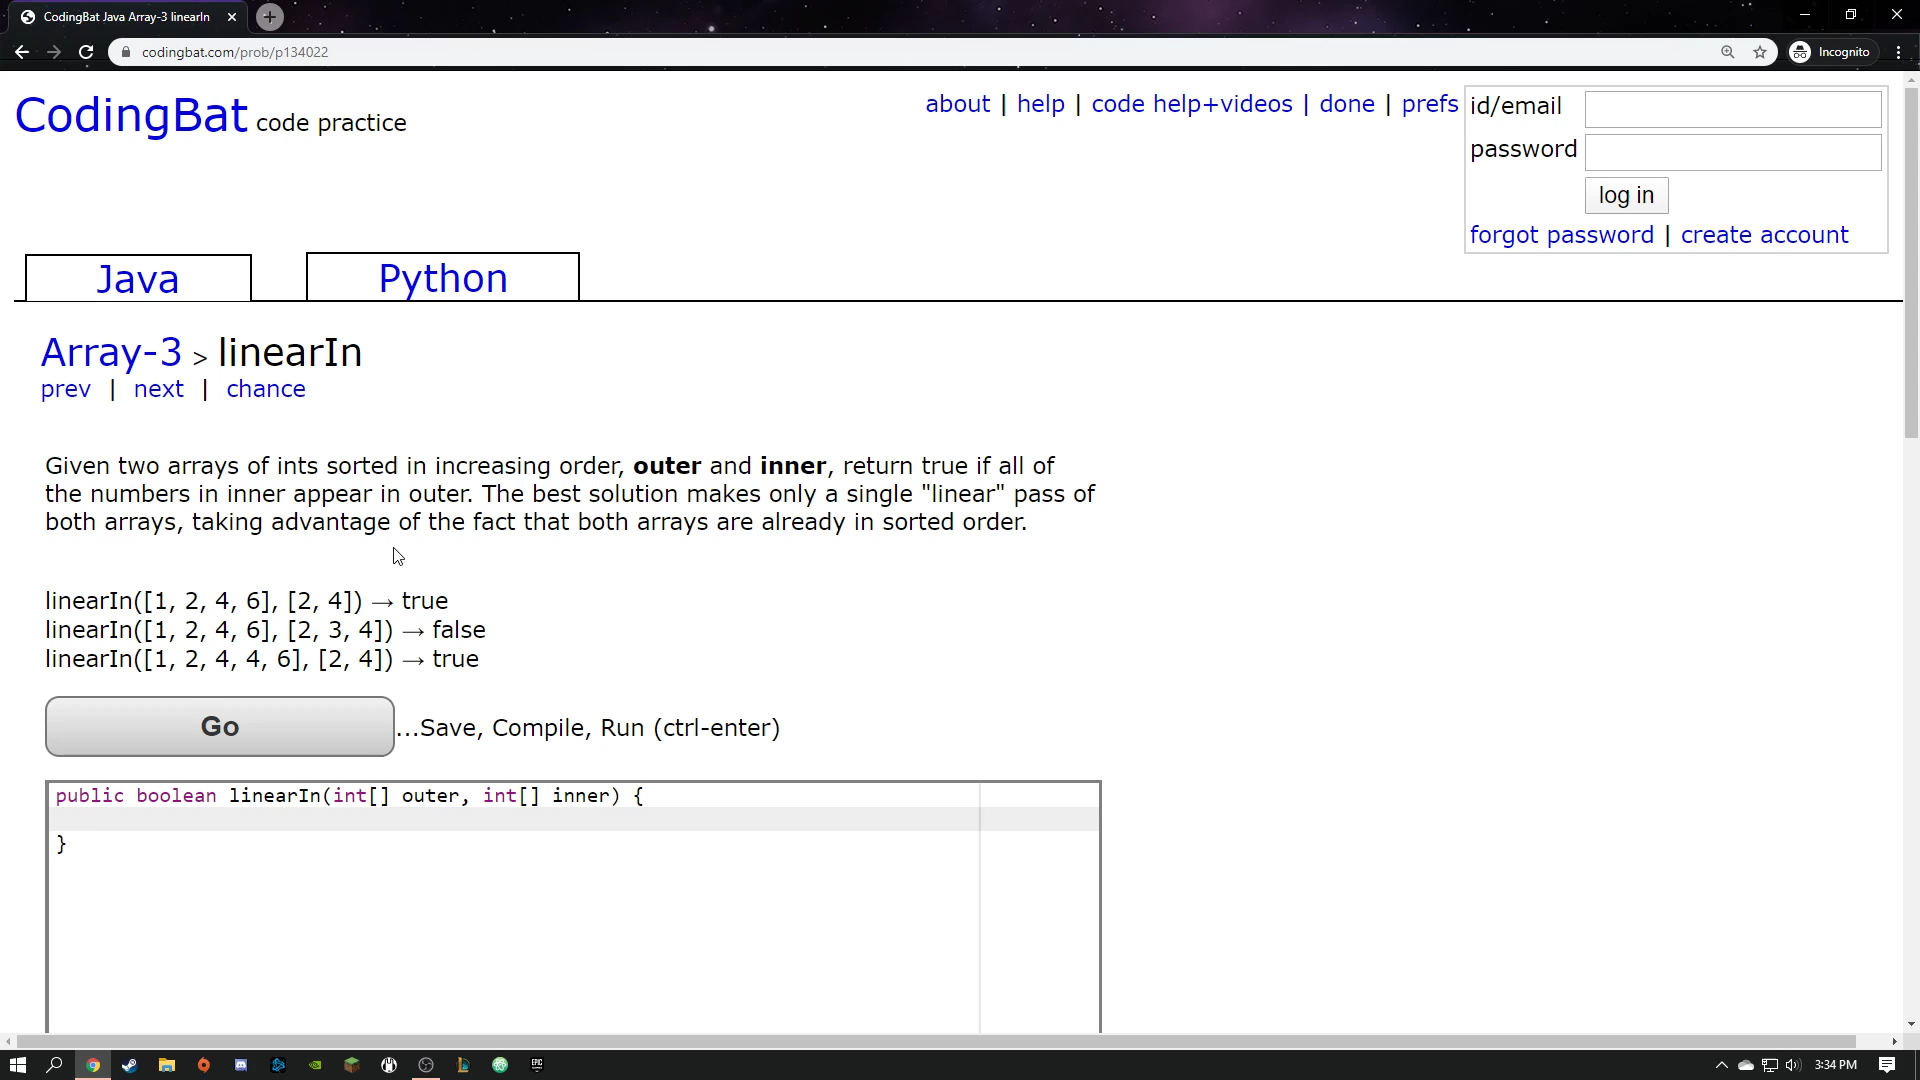 CodingBat Java Array-3 linearIn
codingbat.com/prob/p134022
Incognito
CodingBat code practice
about | help | code help+videos | done | prefs
id/email
password
log in
forgot password | create account
Java
Python
Array-3 > linearIn
prev | next | chance
Given two arrays of ints sorted in increasing order, outer and inner, return true if all of
the numbers in inner appear in outer. The best solution makes only a single "linear" pass of
both arrays, taking advantage of the fact that both arrays are already in sorted order.
linearIn([1, 2, 4, 6], [2, 4]) → true
linearIn([1, 2, 4, 6], [2, 3, 4]) → false
linearIn([1, 2, 4, 4, 6], [2, 4]) → true
Go
...Save, Compile, Run (ctrl-enter)
public boolean linearIn(int[] outer, int[] inner) {
}
EPIC
3:34 PM